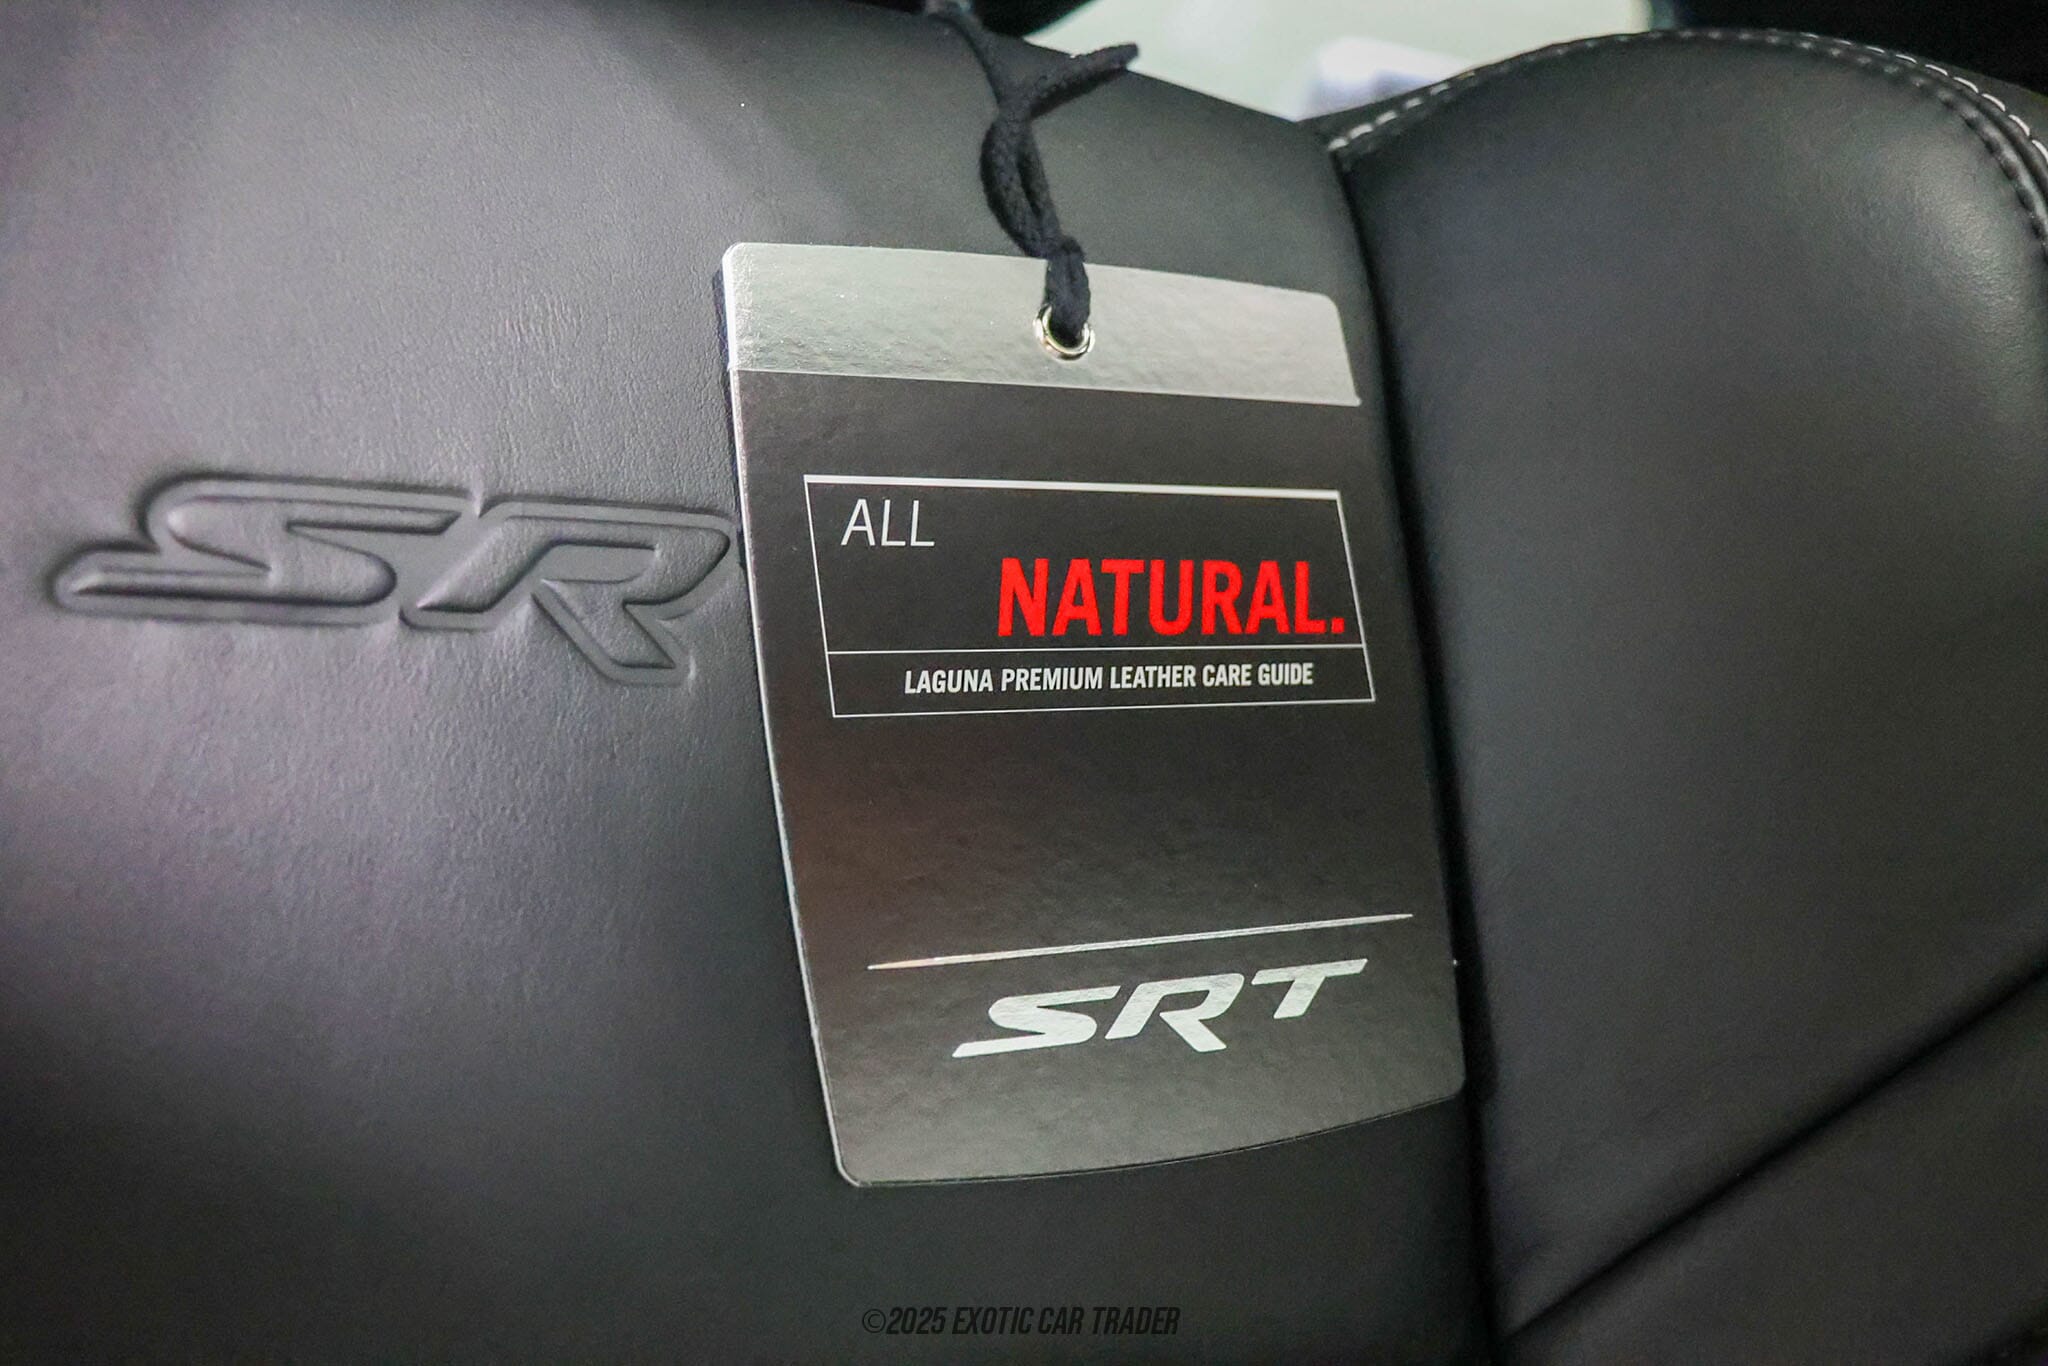 SR
ALL
NATURAL.
LAGUNA PREMIUM LEATHER CARE GUIDE
SRT
©2025 EXOTIC CAR TRADER